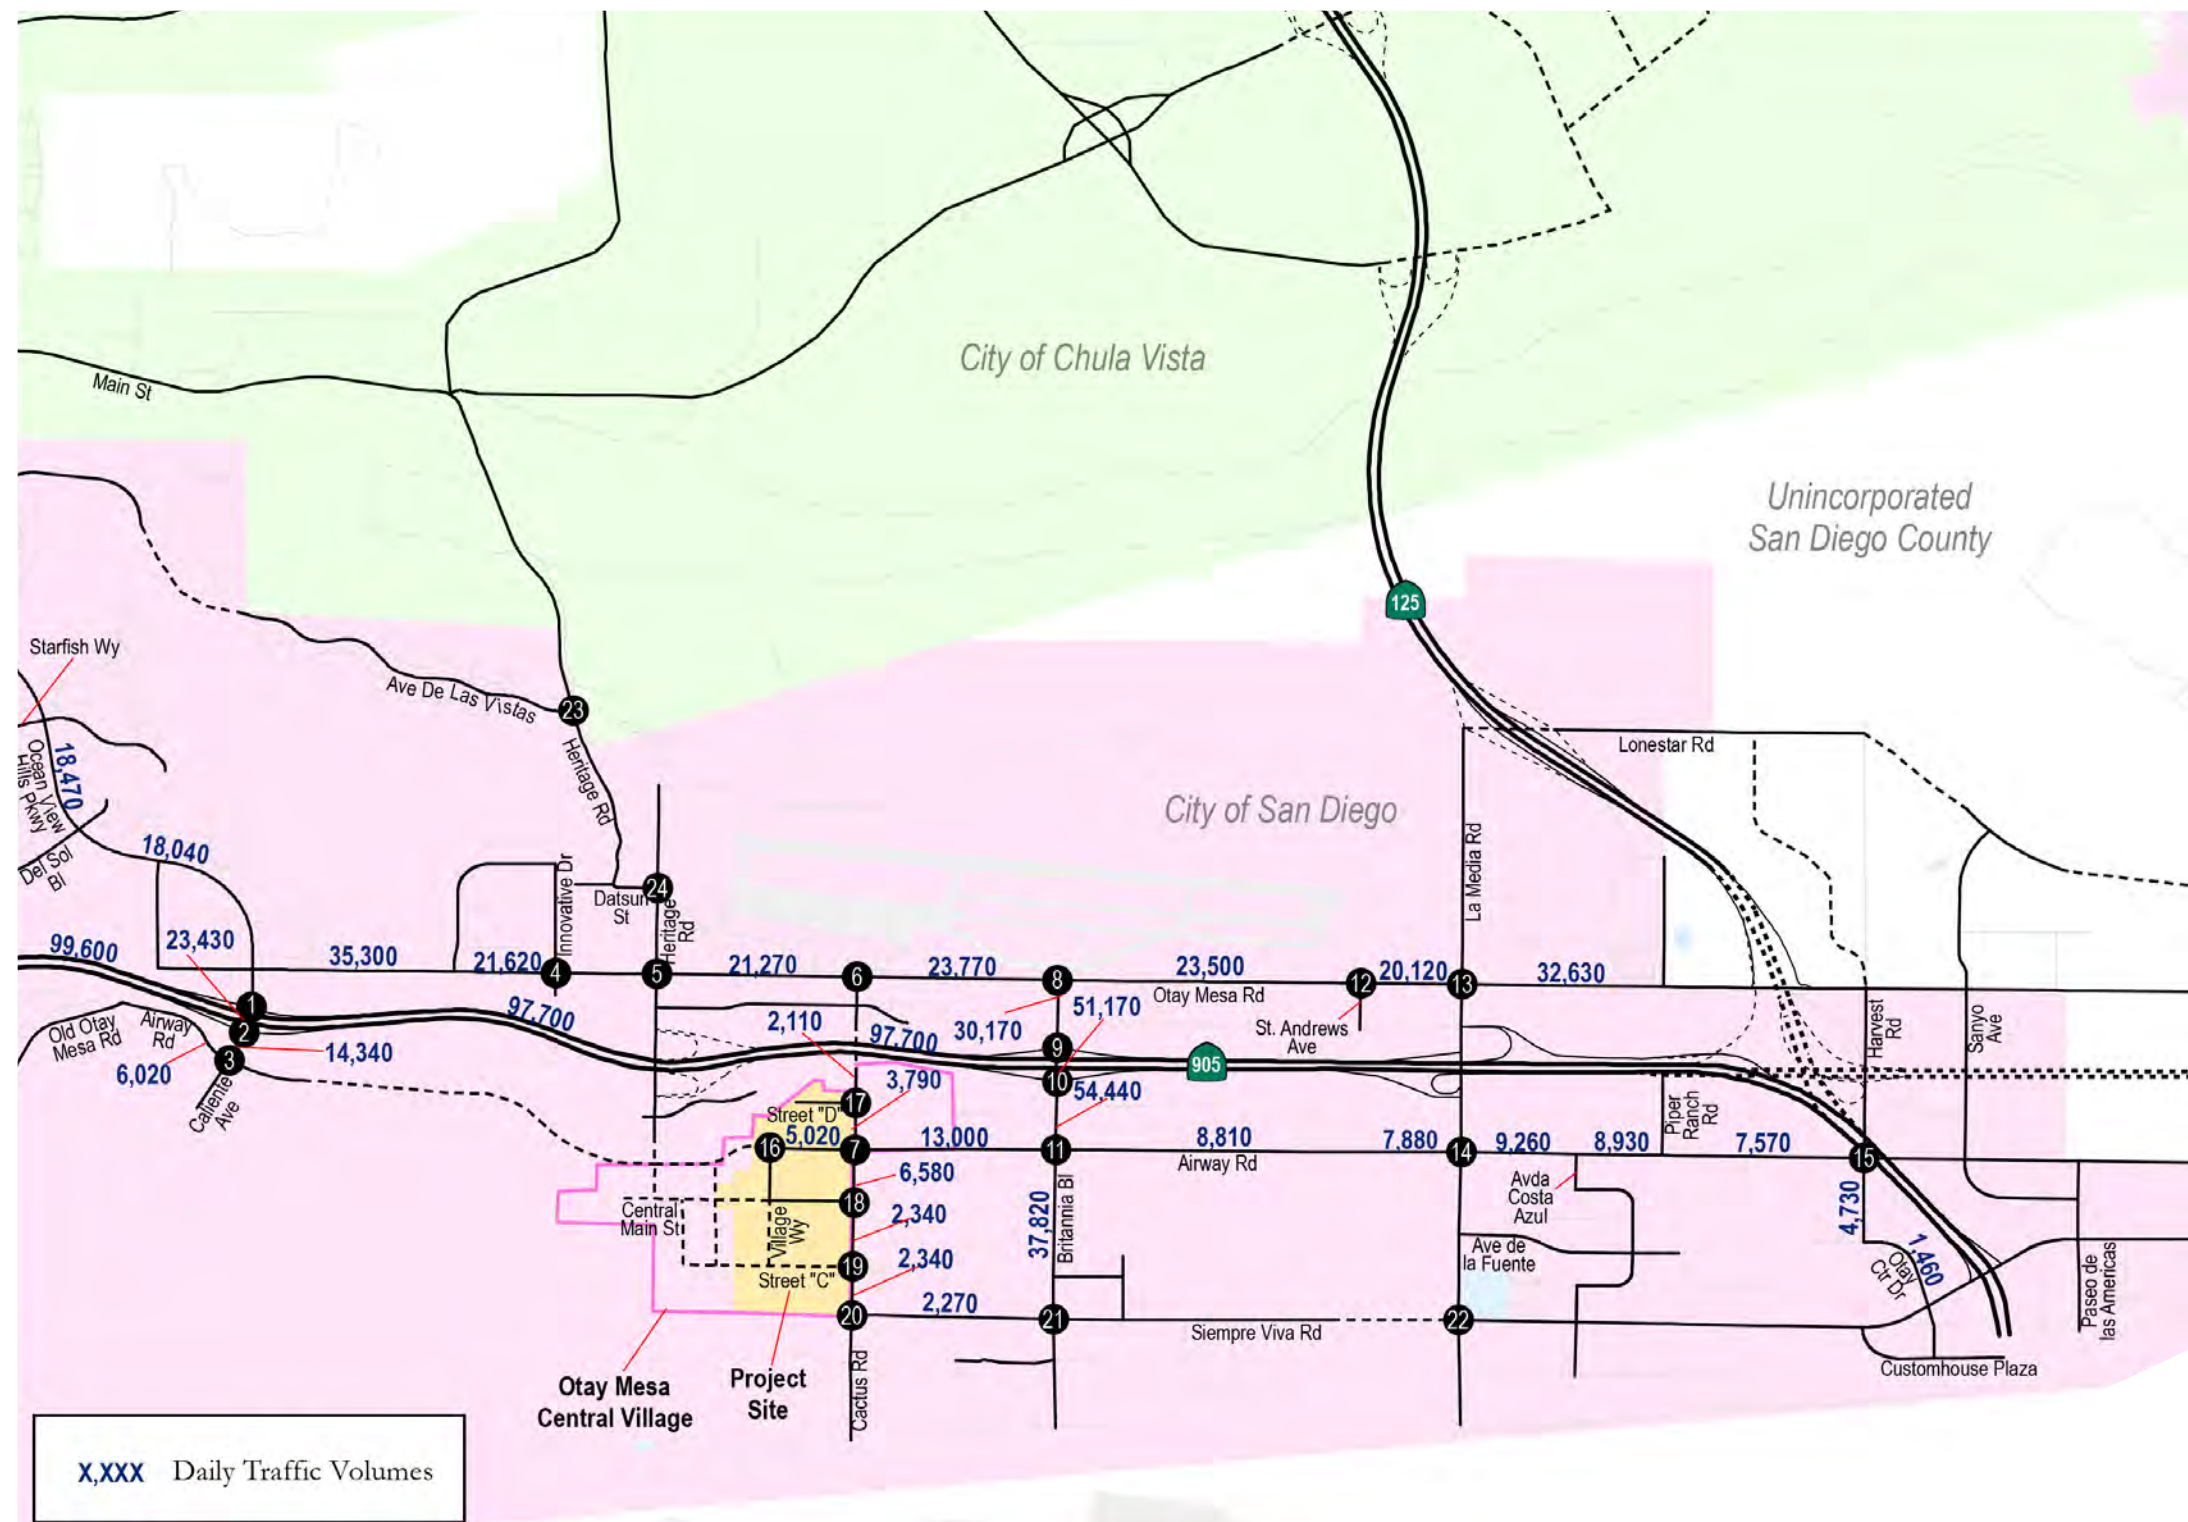 City of Chula Vista
Main St
Unincorporated
San Diego County
125
Starfish Wy
Ave De Las Vistas
23
Ocean View
Hills Pkwy
18,470
Heritage Rd
Lonestar Rd
City of San Diego
La Media Rd
Del Sol
Bl
18,040
Innovative Dr
Datsun
St
24
Heritage
Rd
99,600
23,430
35,300
21,620
4
5
21,270
6
23,770
8
23,500
12
20,120
13
32,630
Otay Mesa Rd
1
2
3
Old Otay
Mesa Rd
Airway
Rd
6,020
14,340
Caliente
Ave
97,700
2,110
97,700
30,170
51,170
St. Andrews
Ave
9
905
10
54,440
Harvest
Rd
Sanyo
Ave
3,790
17
Street "D"
16
5,020
7
13,000
11
8,810
Airway Rd
7,880
14
9,260
8,930
Piper
Ranch
Rd
7,570
15
6,580
18
Central
Main St
Village
Wy
2,340
37,820
Britannia Bl
Avda
Costa
Azul
4,730
1,460
Otay
Ctr Dr
Ave de
la Fuente
19
Street "C"
2,340
20
2,270
21
Siempre Viva Rd
22
Paseo de
las Americas
Customhouse Plaza
Otay Mesa
Central Village
Project
Site
Cactus Rd
X,XXX Daily Traffic Volumes